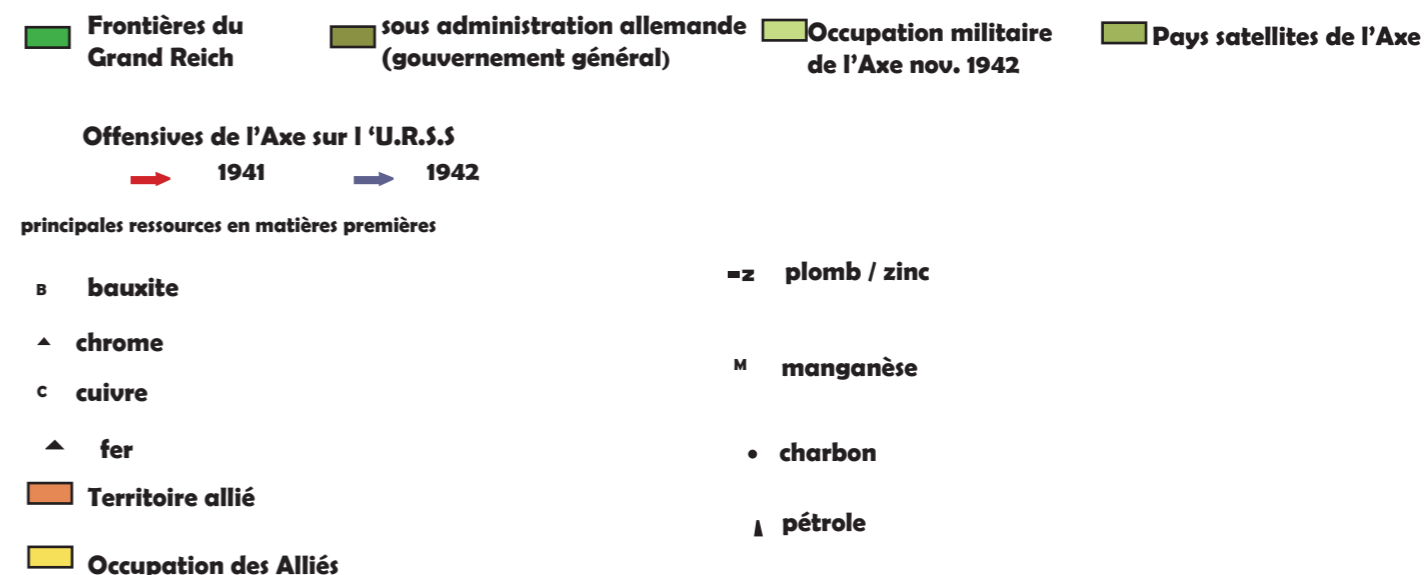 Frontières du
Grand Reich
sous administration allemande
(gouvernement général)
Occupation militaire
de l’Axe nov. 1942
Pays satellites de l’Axe
Offensives de l’Axe sur l ‘U.R.S.S
1941
1942
principales ressources en matières premières
B bauxite
chrome
C cuivre
fer
Territoire allié
Occupation des Alliés
z plomb / zinc
M manganèse
charbon
pétrole